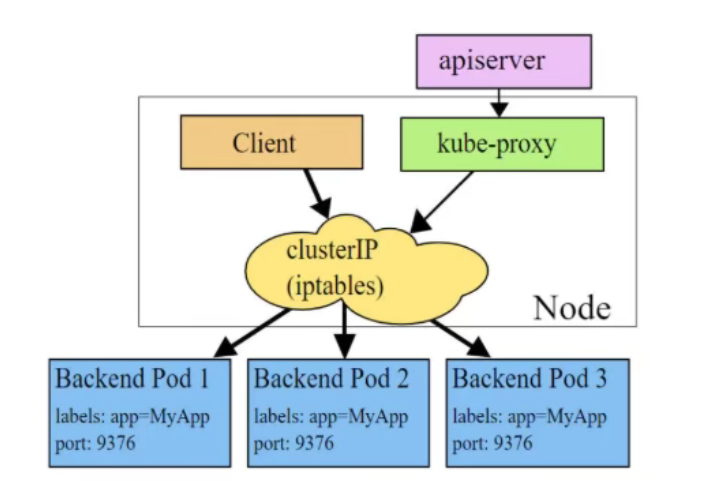 apiserver
Client
kube-proxy
clusterIP
(iptables)
Node
Backend Pod 1
labels: app=MyApp
port: 9376
Backend Pod 2
labels: app=MyApp
port: 9376
Backend Pod 3
labels: app=MyApp
port: 9376